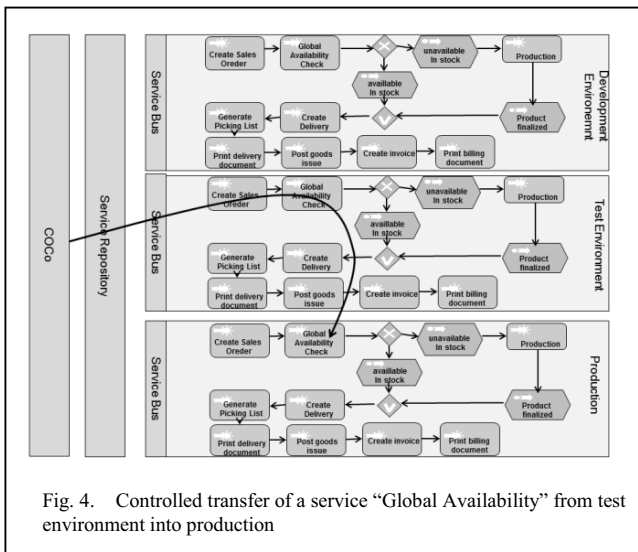 COCo
Service Repository
Service Bus
Create Sales
Oreder
Global
Availability
Check
unavailable
In stock
Production
availlable
In stock
Generate
Picking List
Create
Delivery
Product
finalized
Print delivery
document
Post goods
issue
Create invoice
Print billing
document
Development
Environemnt
Service Bus
Create Sales
Oreder
Global
Availability
Check
unavailable
In stock
Production
availlable
In stock
Generate
Picking List
Create
Delivery
Product
finalized
Print delivery
document
Post goods
issue
Create invoice
Print billing
document
Test Environment
Service Bus
Create Sales
Oreder
Global
Availability
Check
unavailable
In stock
Production
availlable
In stock
Generate
Picking List
Create
Delivery
Product
finalized
Print delivery
document
Post goods
issue
Create invoice
Print billing
document
Production
Fig. 4. Controlled transfer of a service “Global Availability” from test
environment into production